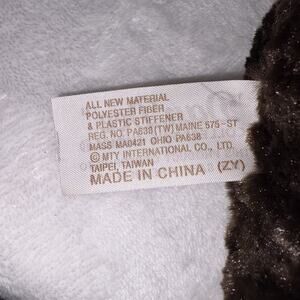 ALL NEW MATERIAL
POLYESTER FIBER
& PLASTIC STIFFENER
REG. NO. PA638(TW) MAINE 575-ST
MASS MA0421 OHIO PA638
© MTY INTERNATIONAL CO., LTD.
TAIPEI, TAIWAN
MADE IN CHINA (ZY)